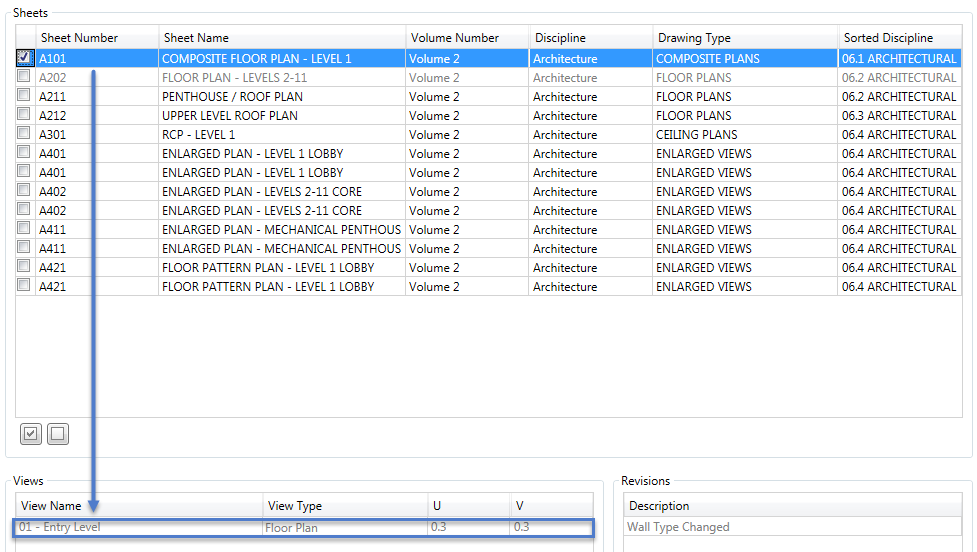 Sheets
Sheet Number Sheet Name Volume Number Discipline Drawing Type Sorted Discipline
A101 COMPOSITE FLOOR PLAN - LEVEL 1 Volume 2 Architecture COMPOSITE PLANS 06.1 ARCHITECTURAL
A202 FLOOR PLAN - LEVELS 2-11 Volume 2 Architecture FLOOR PLANS 06.2 ARCHITECTURAL
A211 PENTHOUSE / ROOF PLAN Volume 2 Architecture FLOOR PLANS 06.2 ARCHITECTURAL
A212 UPPER LEVEL ROOF PLAN Volume 2 Architecture FLOOR PLANS 06.3 ARCHITECTURAL
A301 RCP - LEVEL 1 Volume 2 Architecture CEILING PLANS 06.4 ARCHITECTURAL
A401 ENLARGED PLAN - LEVEL 1 LOBBY Volume 2 Architecture ENLARGED VIEWS 06.4 ARCHITECTURAL
A401 ENLARGED PLAN - LEVEL 1 LOBBY Volume 2 Architecture ENLARGED VIEWS 06.4 ARCHITECTURAL
A402 ENLARGED PLAN - LEVELS 2-11 CORE Volume 2 Architecture ENLARGED VIEWS 06.4 ARCHITECTURAL
A402 ENLARGED PLAN - LEVELS 2-11 CORE Volume 2 Architecture ENLARGED VIEWS 06.4 ARCHITECTURAL
A411 ENLARGED PLAN - MECHANICAL PENTHOUS Volume 2 Architecture ENLARGED VIEWS 06.4 ARCHITECTURAL
A411 ENLARGED PLAN - MECHANICAL PENTHOUS Volume 2 Architecture ENLARGED VIEWS 06.4 ARCHITECTURAL
A421 FLOOR PATTERN PLAN - LEVEL 1 LOBBY Volume 2 Architecture ENLARGED VIEWS 06.4 ARCHITECTURAL
A421 FLOOR PATTERN PLAN - LEVEL 1 LOBBY Volume 2 Architecture ENLARGED VIEWS 06.4 ARCHITECTURAL
Views
View Name View Type U V
01 - Entry Level Floor Plan 0.3 0.3
Revisions
Description
Wall Type Changed